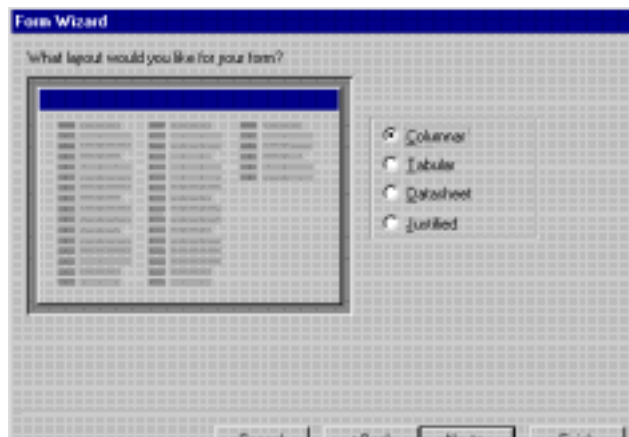 Form Wizard
What layout would you like for your form?
Columnar
Tabular
Datasheet
Justified